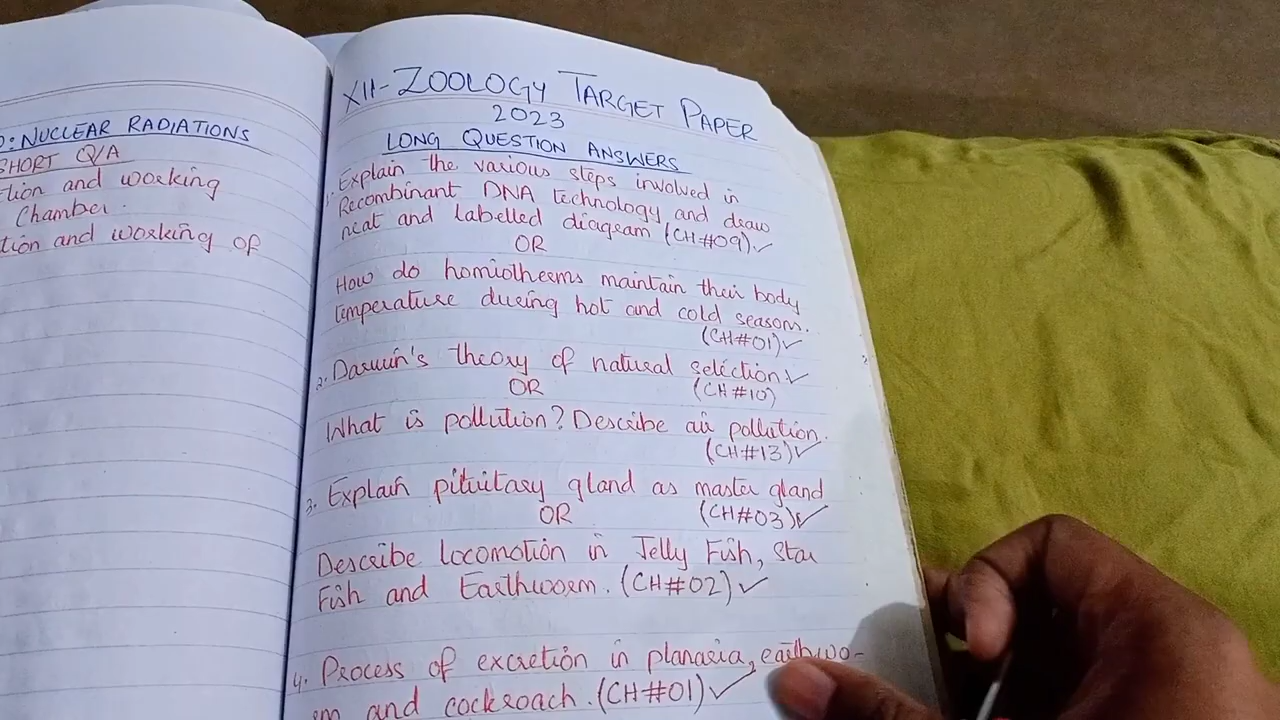 NUCLEAR RADIATIONS
SHORT Q/A
and working
Chamber.
and working of
XII-ZOOLOGY TARGET PAPER
2023
LONG QUESTION ANSWERS
1. Explain the various steps involved in
Recombinant DNA technology and draw
neat and labelled diagram (CH#09).✓
OR
How do homiotherms maintain their body
temperature during hot and cold seasons.
(CH#01)✓
2. Darwin's theory of natural selection.✓
OR (CH#10)
What is pollution? Describe air pollution.
(CH#13)✓
3. Explain pituitary gland as master gland
OR (CH#03)✓
Describe locomotion in Jelly Fish, Star
Fish and Earthworm. (CH#02)✓
4. Process of excretion in planaria, earthwo-
and cockroach. (CH#01)✓